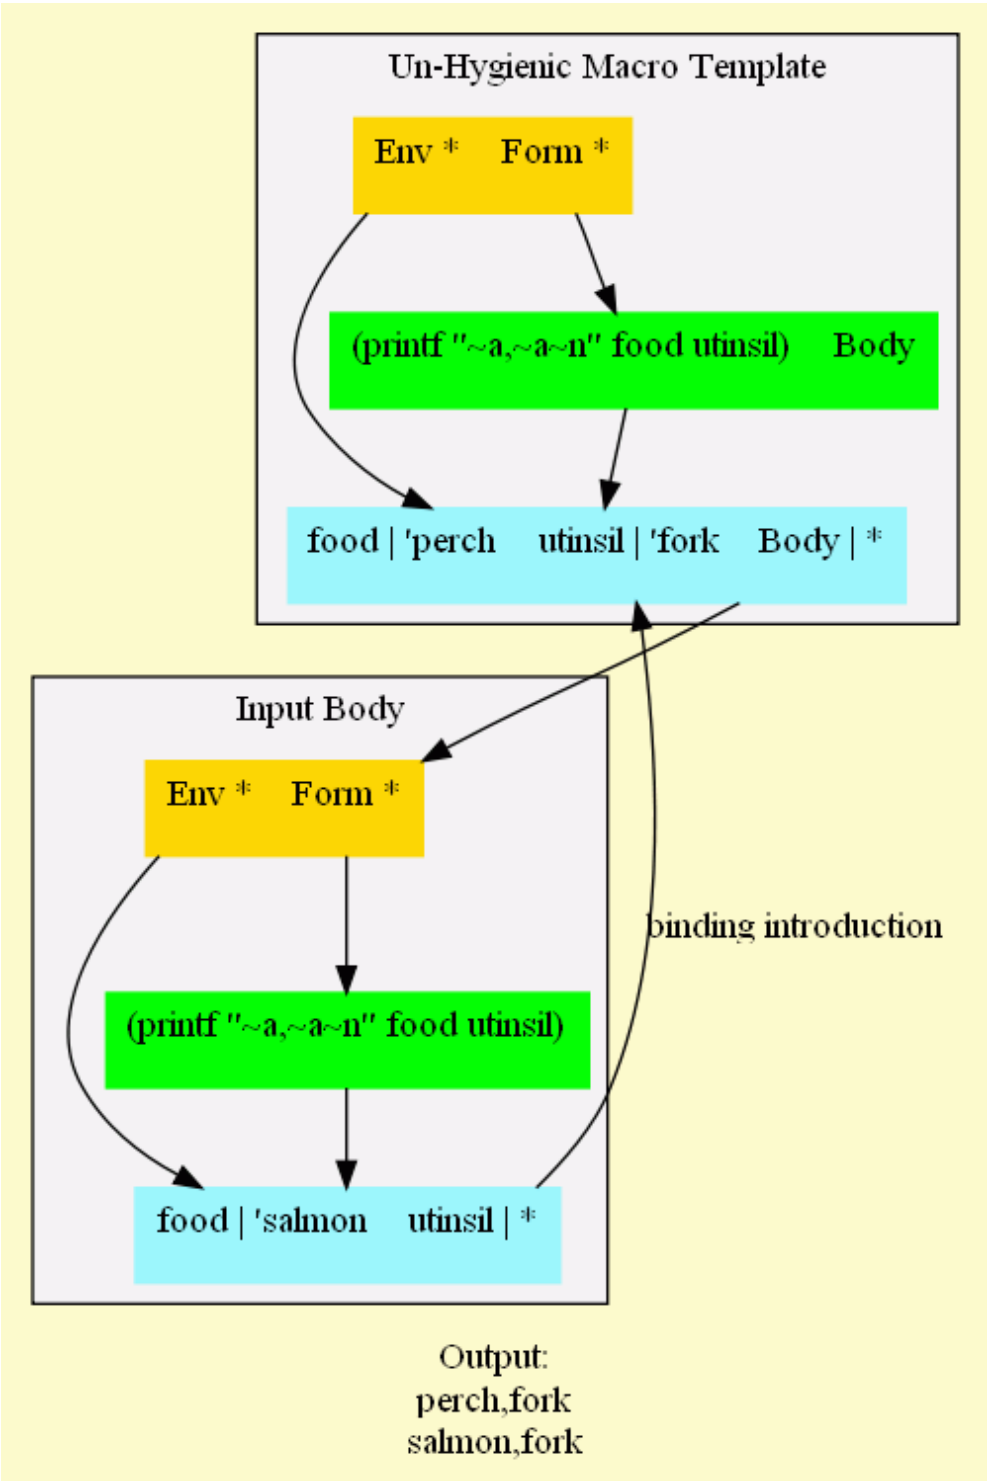 Un-Hygienic Macro Template
Env * Form *
(printf "~a,~a~n" food utinsil) Body
food | 'perch utinsil | 'fork Body | *
Input Body
Env * Form *
binding introduction
(printf "~a,~a~n" food utinsil)
food | 'salmon utinsil | *
Output:
perch,fork
salmon,fork